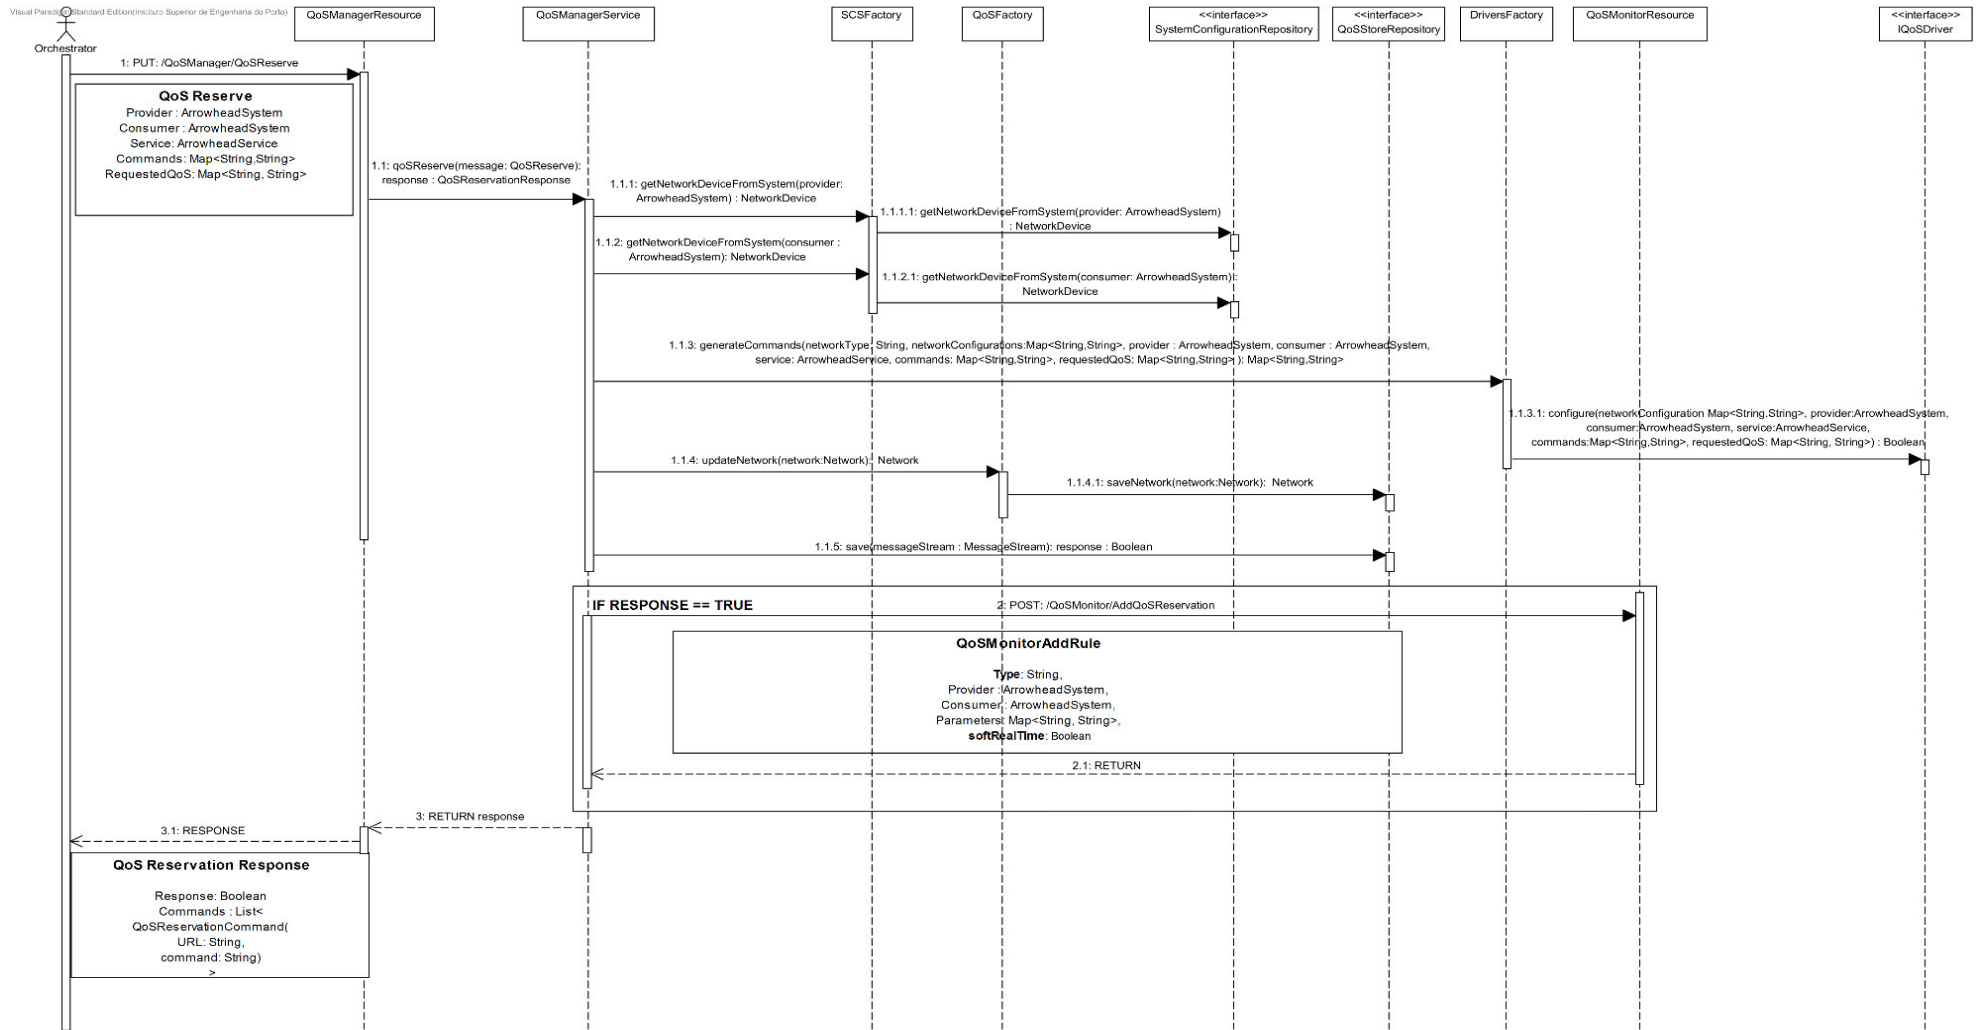 Visual Paradigm Standard Edition(Instituto Superior de Engenharia do Porto)
Orchestrator
QoSManagerResource
QoSManagerService
SCSFactory
QoSFactory
<<interface>>
SystemConfigurationRepository
<<interface>>
QoSStoreRepository
DriversFactory
QoSMonitorResource
<<interface>>
IQoSDriver
1: PUT: /QoSManager/QoSReserve
QoS Reserve
Provider : ArrowheadSystem
Consumer : ArrowheadSystem
Service: ArrowheadService
Commands: Map<String,String>
RequestedQoS: Map<String, String>
1.1: qoSReserve(message: QoSReserve):
response : QoSReservationResponse
1.1.1: getNetworkDeviceFromSystem(provider:
ArrowheadSystem) : NetworkDevice
1.1.1.1: getNetworkDeviceFromSystem(provider: ArrowheadSystem)
: NetworkDevice
1.1.2: getNetworkDeviceFromSystem(consumer :
ArrowheadSystem): NetworkDevice
1.1.2.1: getNetworkDeviceFromSystem(consumer: ArrowheadSystem):
NetworkDevice
1.1.3: generateCommands(networkType: String, networkConfigurations:Map<String,String>, provider : ArrowheadSystem, consumer : ArrowheadSystem,
service: ArrowheadService, commands: Map<String,String>, requestedQoS: Map<String,String> ): Map<String,String>
1.1.3.1: configure(networkConfiguration Map<String,String>, provider:ArrowheadSystem,
consumer:ArrowheadSystem, service:ArrowheadService,
commands:Map<String,String>, requestedQoS: Map<String, String>) : Boolean
1.1.4: updateNetwork(network:Network): Network
1.1.4.1: saveNetwork(network:Network): Network
1.1.5: save(messageStream : MessageStream): response : Boolean
IF RESPONSE == TRUE
2: POST: /QoSMonitor/AddQoSReservation
QoSMonitorAddRule
Type: String,
Provider : ArrowheadSystem,
Consumer : ArrowheadSystem,
Parameters: Map<String, String>,
softRealTime: Boolean
2.1: RETURN
3: RETURN response
3.1: RESPONSE
QoS Reservation Response
Response: Boolean
Commands : List<
QoSReservationCommand(
URL: String,
command: String)
>